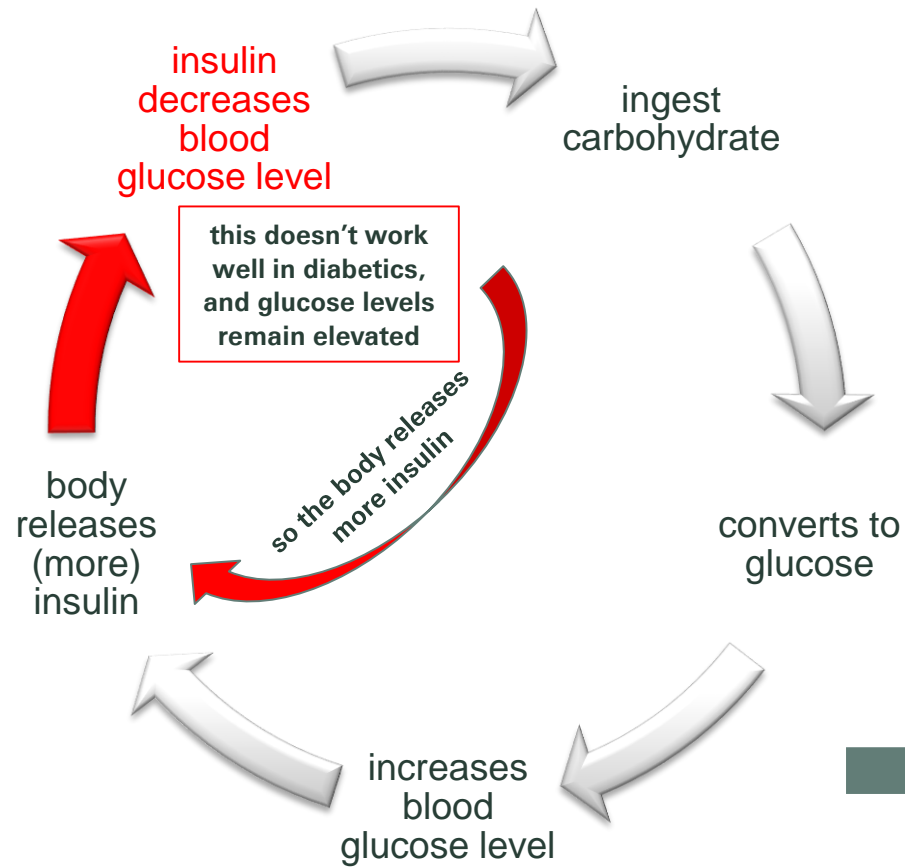 insulin
decreases
blood
glucose level
ingest
carbohydrate
this doesn’t work
well in diabetics,
and glucose levels
remain elevated
so the body releases
more insulin
body
releases
(more)
insulin
converts to
glucose
increases
blood
glucose level